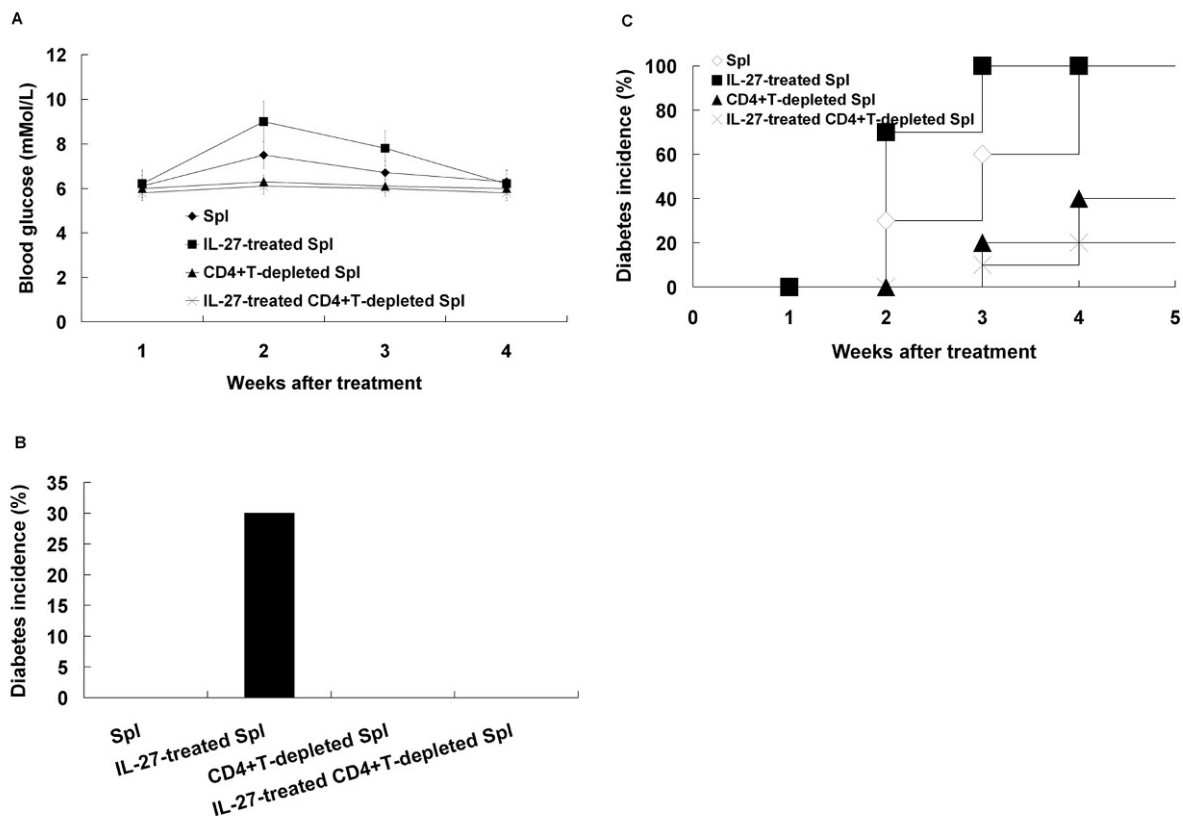 A
12
10
8
6
4
2
0
Blood glucose (mMol/L)
Spl
IL-27-treated Spl
CD4+T-depleted Spl
IL-27-treated CD4+T-depleted Spl
1 2 3 4
Weeks after treatment
C
Spl
IL-27-treated Spl
CD4+T-depleted Spl
IL-27-treated CD4+T-depleted Spl
100
80
60
40
20
0
Diabetes incidence (%)
0 1 2 3 4 5
Weeks after treatment
B
35
30
25
20
15
10
5
0
Diabetes incidence (%)
Spl
IL-27-treated Spl
CD4+T-depleted Spl
IL-27-treated CD4+T-depleted Spl